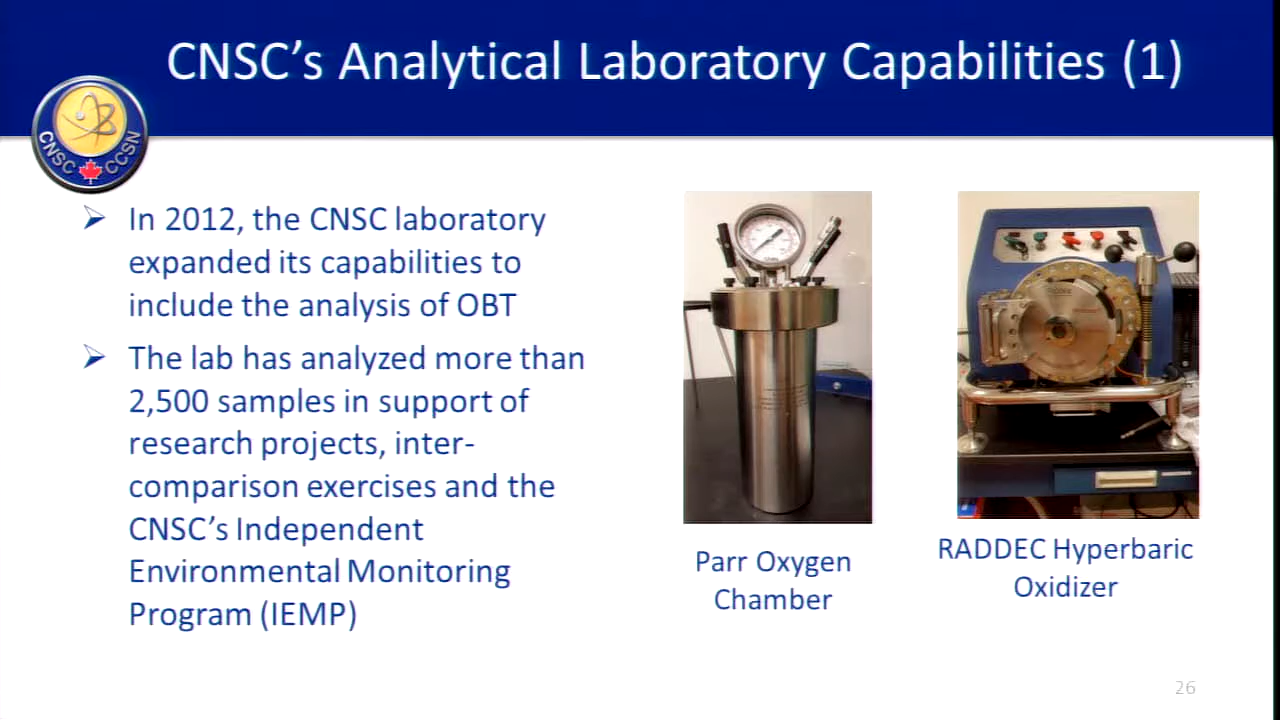 CNSC's Analytical Laboratory Capabilities (1)
CNSC CCSN
In 2012, the CNSC laboratory
expanded its capabilities to
include the analysis of OBT
The lab has analyzed more than
2,500 samples in support of
research projects, inter-
comparison exercises and the
CNSC's Independent
Environmental Monitoring
Program (IEMP)
Parr Oxygen
Chamber
RADDEC Hyperbaric
Oxidizer
26